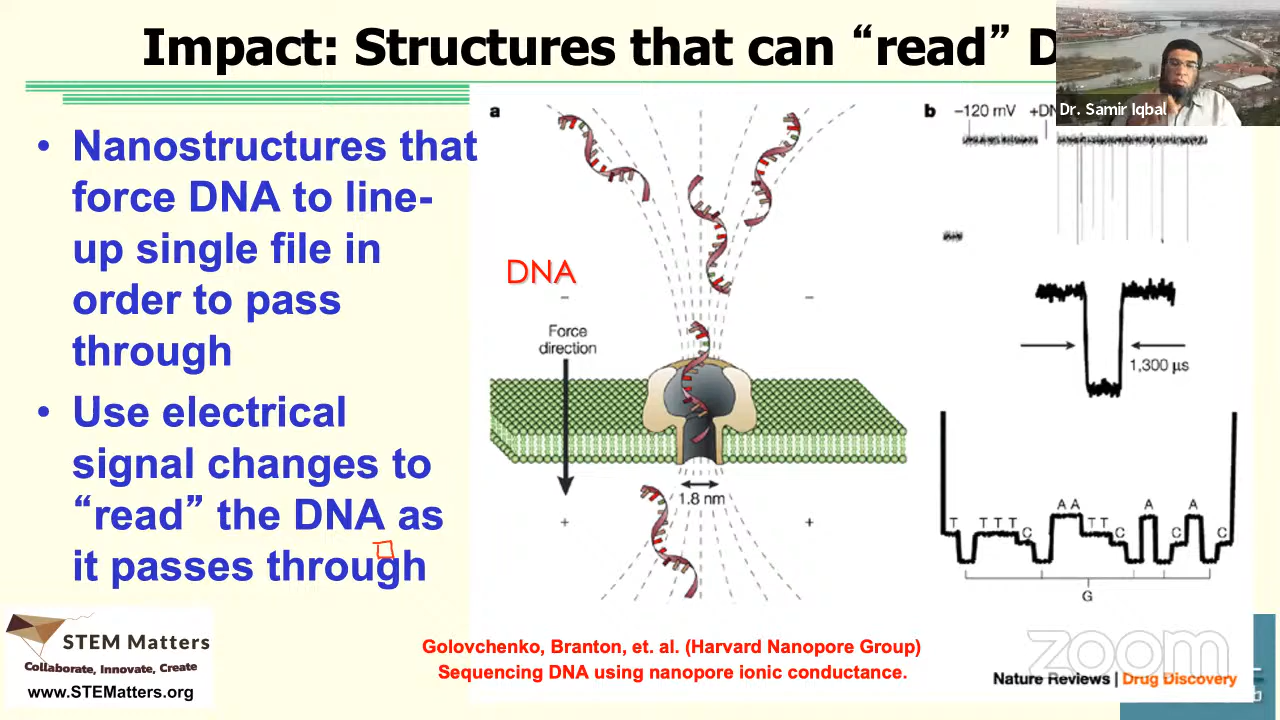 Impact: Structures that can “read” D
Dr. Samir Iqbal
• Nanostructures that
force DNA to line-
up single file in
order to pass
through
• Use electrical
signal changes to
“read” the DNA as
it passes through
a
DNA
–
–
Force
direction
1.8 nm
+
+
b
–120 mV
1,300 µs
T
T T T
C
A A
T T
C
A
C
A
C
G
STEM Matters
Collaborate, Innovate, Create
www.STEMatters.org
Golovchenko, Branton, et. al. (Harvard Nanopore Group)
Sequencing DNA using nanopore ionic conductance.
zoom
Nature Reviews | Drug Discovery